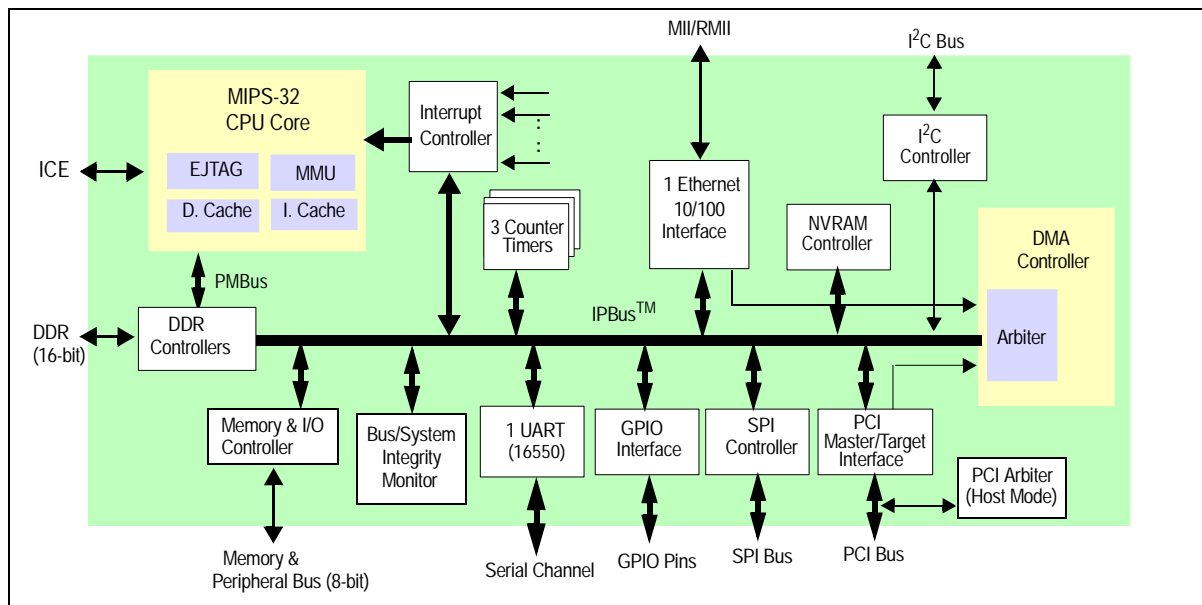 MII/RMII
I²C Bus
MIPS-32
CPU Core
Interrupt
Controller
I²C
Controller
ICE
EJTAG
MMU
D. Cache
I. Cache
1 Ethernet
10/100
Interface
3 Counter
Timers
NVRAM
Controller
DMA
Controller
PMBus
IPBus™
DDR
(16-bit)
DDR
Controllers
Arbiter
Memory & I/O
Controller
Bus/System
Integrity
Monitor
1 UART
(16550)
GPIO
Interface
SPI
Controller
PCI
Master/Target
Interface
PCI Arbiter
(Host Mode)
Memory &
Peripheral Bus (8-bit)
Serial Channel
GPIO Pins
SPI Bus
PCI Bus